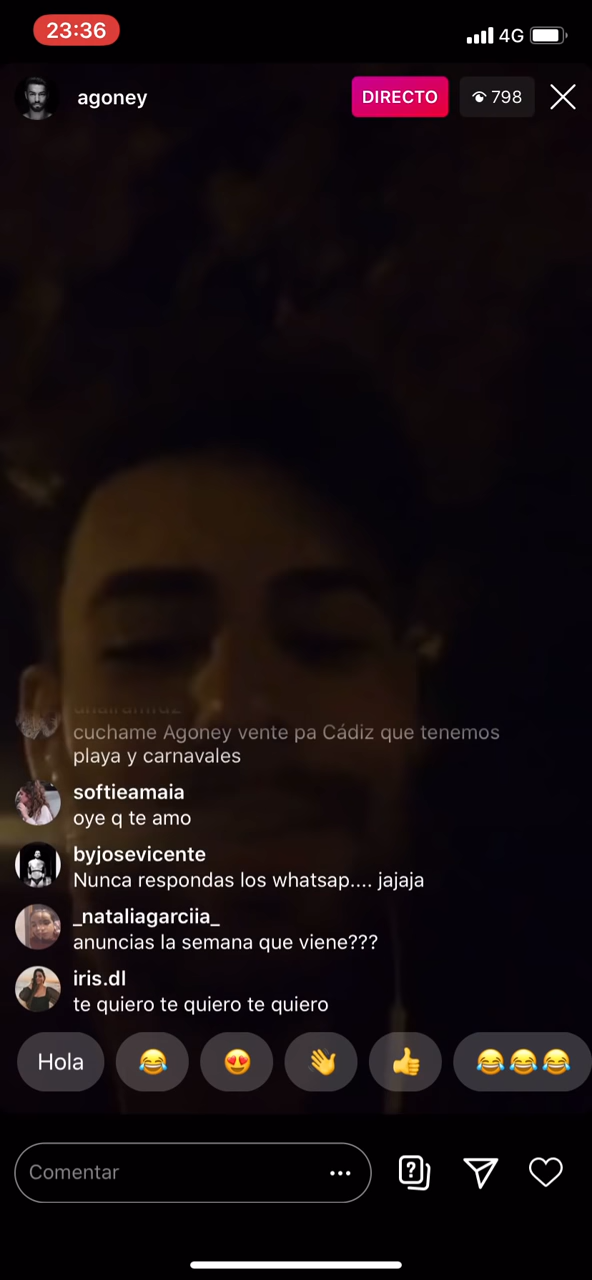 23:36
4G
agoney
DIRECTO
798
cuchame Agoney vente pa Cádiz que tenemos
playa y carnavales
softieamaia
oye q te amo
byjosevicente
Nunca respondas los whatsap.... jajaja
_nataliagarciia_
anuncias la semana que viene???
iris.dl
te quiero te quiero te quiero
Hola
Comentar